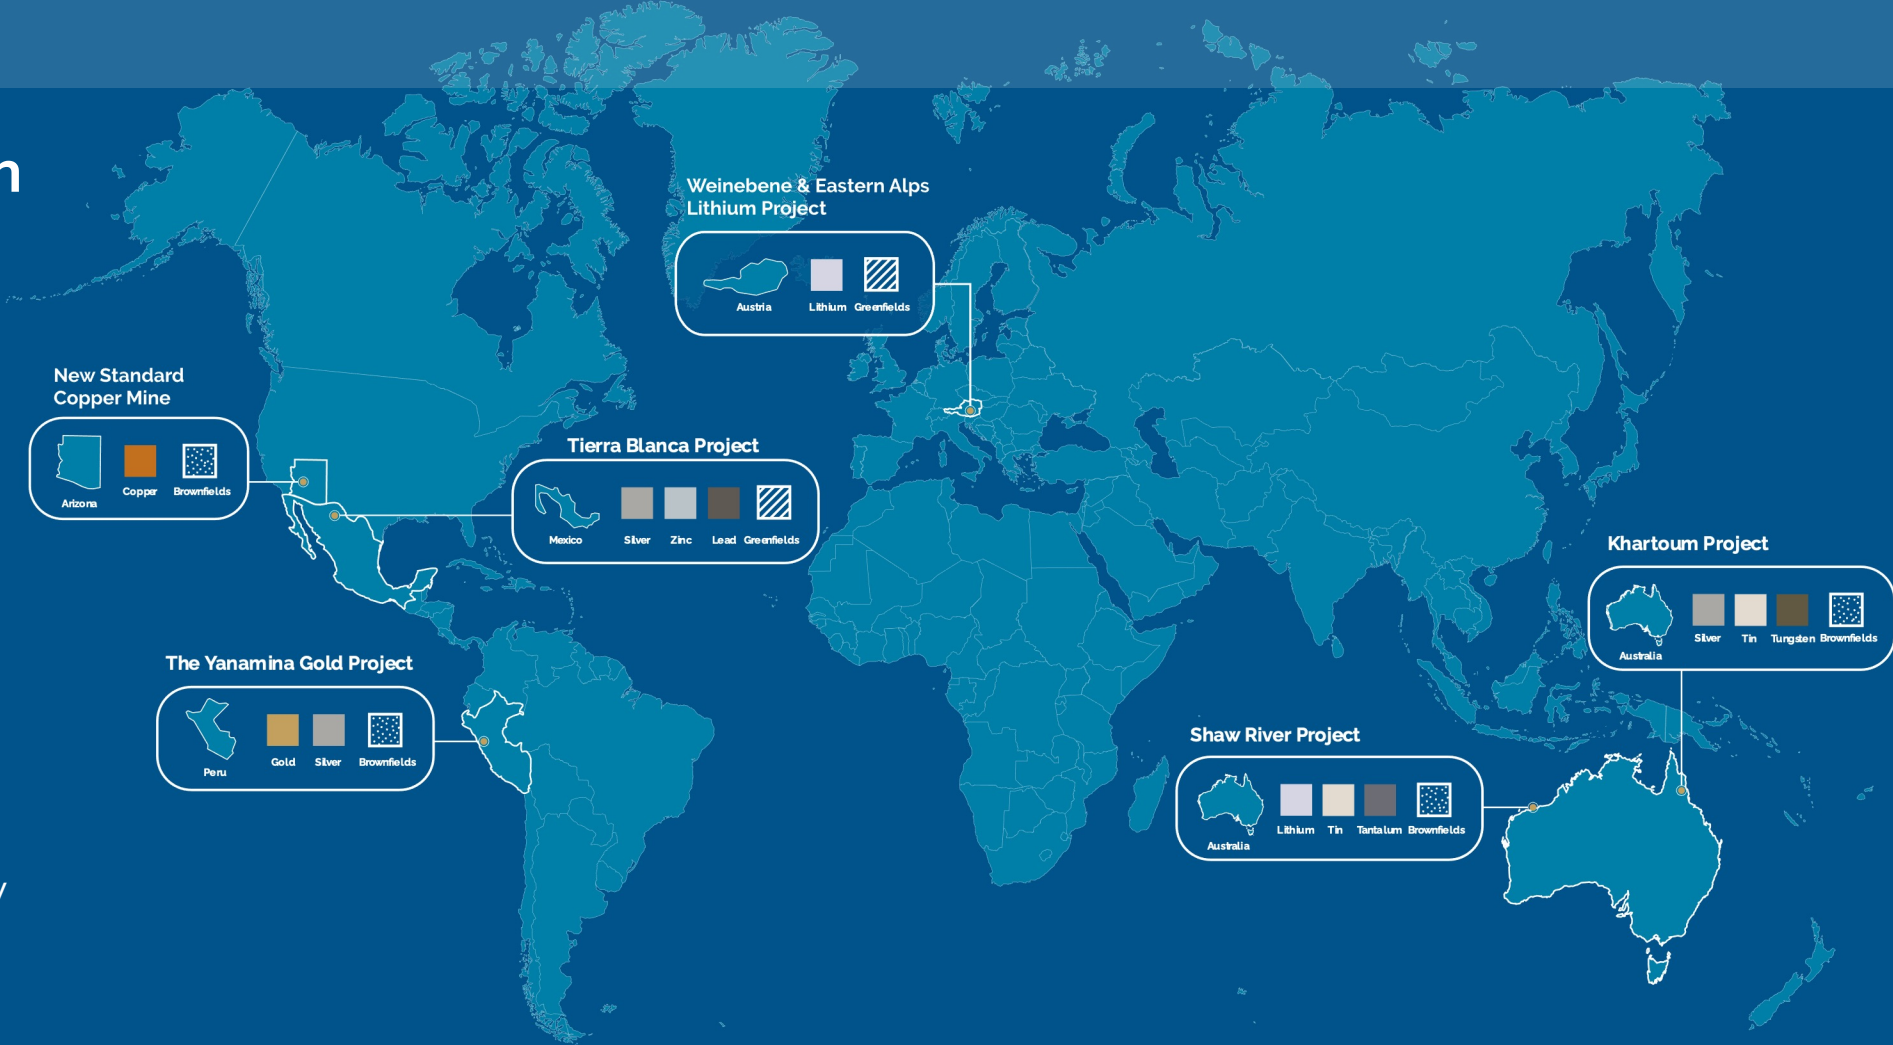 n
Weinebene & Eastern Alps
Lithium Project
Austria
Lithium
Greenfields
New Standard
Copper Mine
Arizona
Copper
Brownfields
Tierra Blanca Project
Mexico
Silver
Zinc
Lead
Greenfields
Khartoum Project
Australia
Silver
Tin
Tungsten
Brownfields
The Yanamina Gold Project
Peru
Gold
Silver
Brownfields
Shaw River Project
Australia
Lithium
Tin
Tantalum
Brownfields